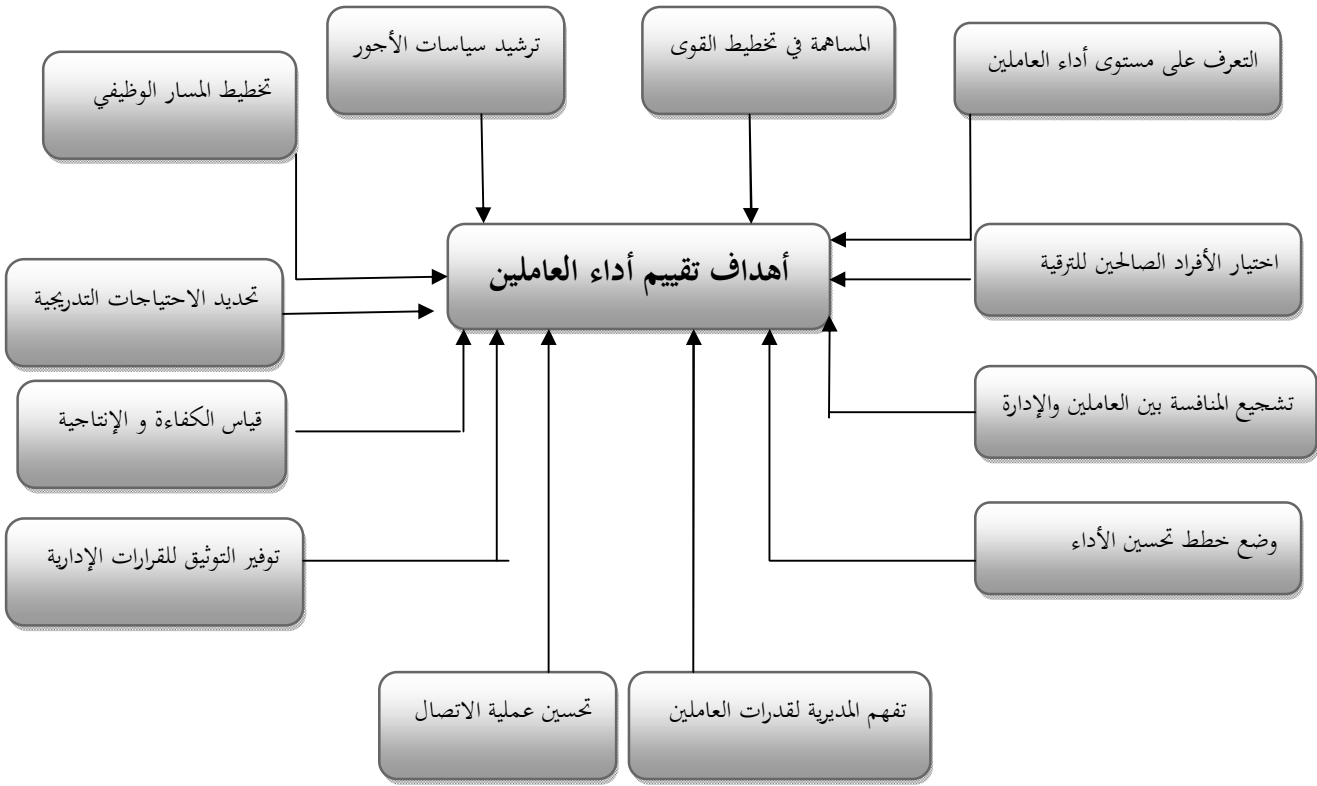 التعرف على مستوى أداء العاملين
المساهمة في تخطيط القوى
ترشيد سياسات الأجور
تخطيط المسار الوظيفي
أهداف تقييم أداء العاملين
اختيار الأفراد الصالحين للترقية
تحديد الاحتياجات التدريجية
تشجيع المنافسة بين العاملين والإدارة
قياس الكفاءة و الإنتاجية
وضع خطط تحسين الأداء
توفير التوثيق للقرارات الإدارية
تفهم المديرية لقدرات العاملين
تحسين عملية الاتصال